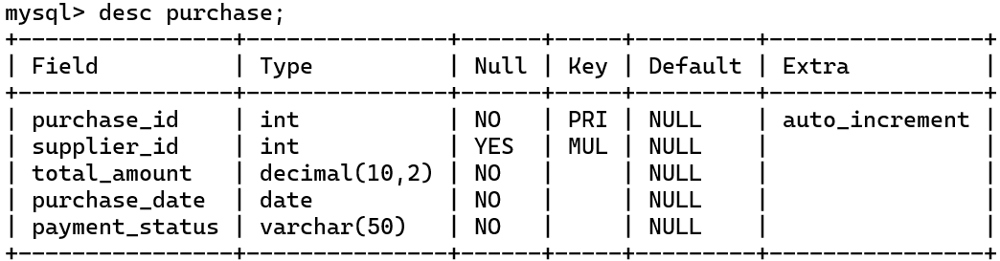 mysql> desc purchase;
+----------------+---------------+------+-----+---------+----------------+
| Field          | Type          | Null | Key | Default | Extra          |
+----------------+---------------+------+-----+---------+----------------+
| purchase_id    | int           | NO   | PRI | NULL    | auto_increment |
| supplier_id    | int           | YES  | MUL | NULL    |                |
| total_amount   | decimal(10,2) | NO   |     | NULL    |                |
| purchase_date  | date          | NO   |     | NULL    |                |
| payment_status | varchar(50)   | NO   |     | NULL    |                |
+----------------+---------------+------+-----+---------+----------------+